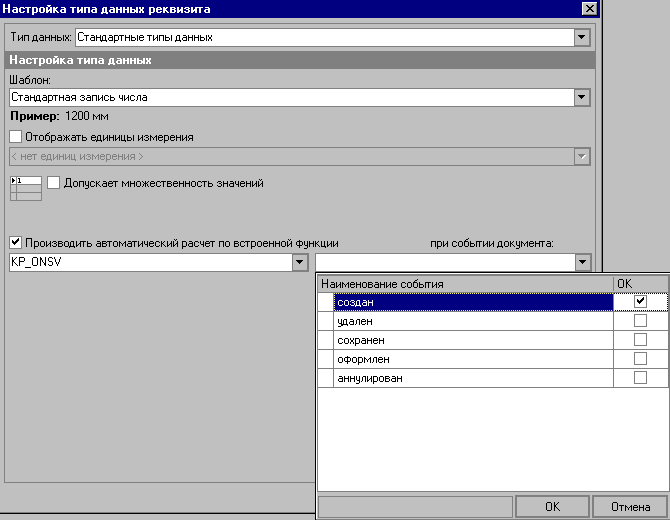 Настройка типа данных реквизита
Тип данных: Стандартные типы данных
Настройка типа данных
Шаблон:
Стандартная запись числа
Пример: 1200 мм
Отображать единицы измерения
< нет единиц измерения >
1 Допускает множественность значений
Производить автоматический расчет по встроенной функции при событии документа:
KP_ONSV
Наименование события OK
создан
удален
сохранен
оформлен
аннулирован
OK Отмена